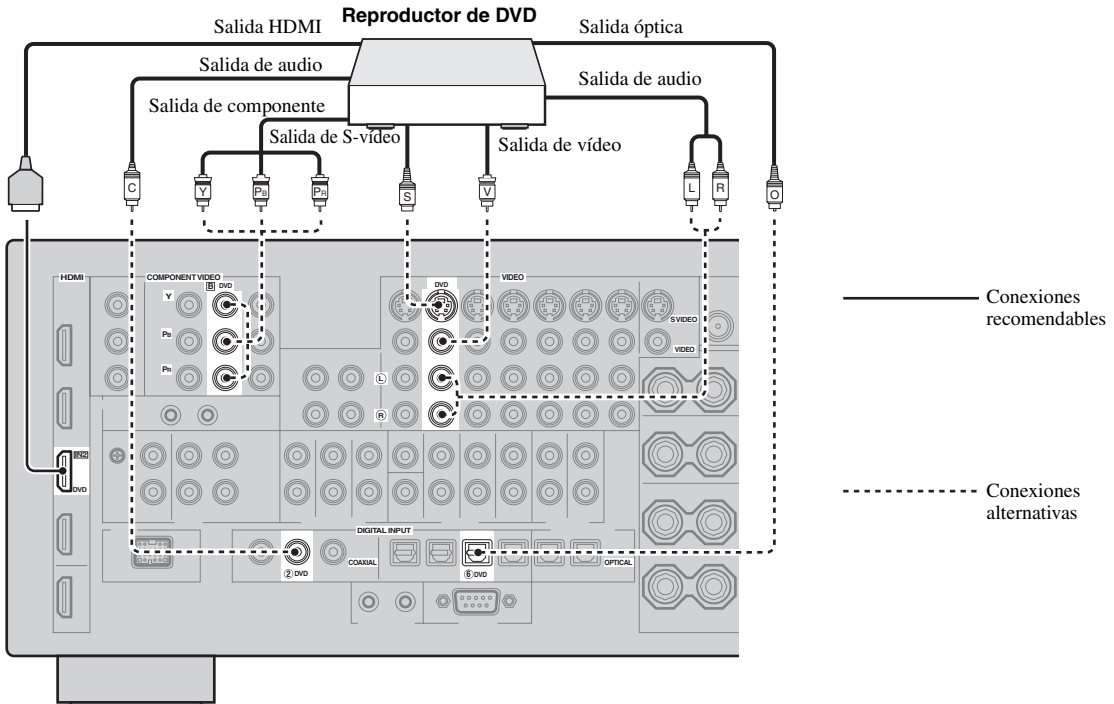 Reproductor de DVD
Salida HDMI
Salida óptica
Salida de audio
Salida de audio
Salida de componente
Salida de S-vídeo
Salida de vídeo
C
Y
PB
PR
S
V
L
R
O
HDMI
COMPONENT VIDEO
VIDEO
B DVD
DVD
Y
S VIDEO
PB
VIDEO
PR
L
R
IN2
DVD
DIGITAL INPUT
COAXIAL
OPTICAL
② DVD
⑥ DVD
Conexiones
recomendables
Conexiones
alternativas